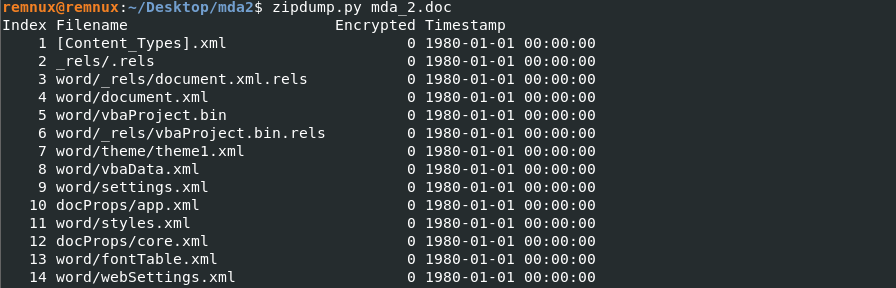 remnux@remnux:~/Desktop/mda2$ zipdump.py mda_2.doc
Index Filename                       Encrypted Timestamp
    1 [Content_Types].xml                    0 1980-01-01 00:00:00
    2 _rels/.rels                            0 1980-01-01 00:00:00
    3 word/_rels/document.xml.rels           0 1980-01-01 00:00:00
    4 word/document.xml                      0 1980-01-01 00:00:00
    5 word/vbaProject.bin                    0 1980-01-01 00:00:00
    6 word/_rels/vbaProject.bin.rels         0 1980-01-01 00:00:00
    7 word/theme/theme1.xml                  0 1980-01-01 00:00:00
    8 word/vbaData.xml                       0 1980-01-01 00:00:00
    9 word/settings.xml                      0 1980-01-01 00:00:00
   10 docProps/app.xml                       0 1980-01-01 00:00:00
   11 word/styles.xml                        0 1980-01-01 00:00:00
   12 docProps/core.xml                      0 1980-01-01 00:00:00
   13 word/fontTable.xml                     0 1980-01-01 00:00:00
   14 word/webSettings.xml                   0 1980-01-01 00:00:00